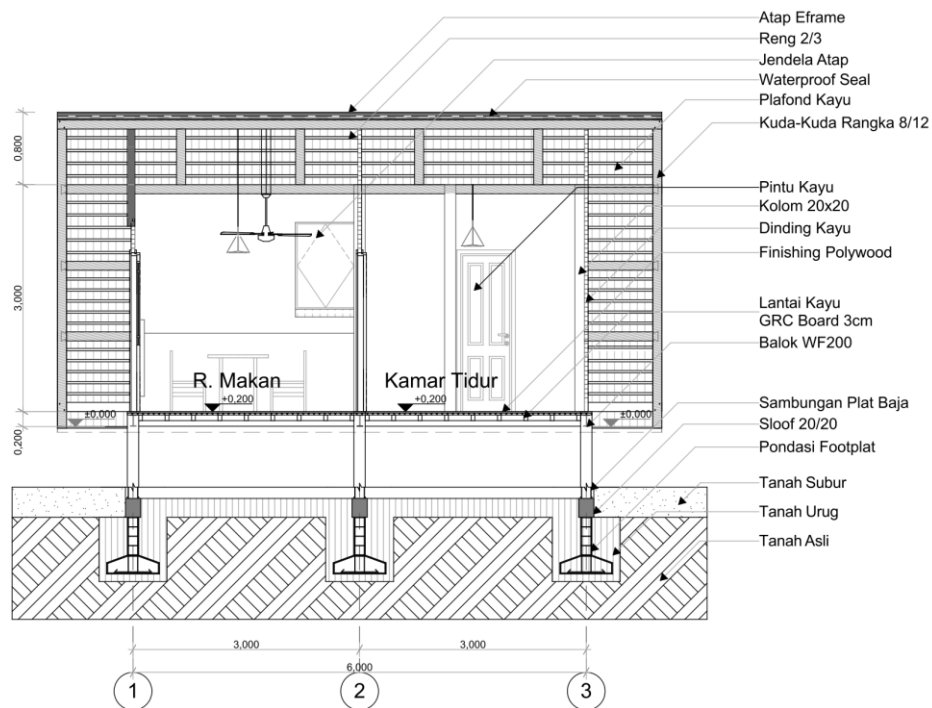 Atap Eframe
Reng 2/3
Jendela Atap
Waterproof Seal
Plafond Kayu
Kuda-Kuda Rangka 8/12
Pintu Kayu
Kolom 20x20
Dinding Kayu
Finishing Polywood
Lantai Kayu
GRC Board 3cm
Balok WF200
Sambungan Plat Baja
Sloof 20/20
Pondasi Footplat
Tanah Subur
Tanah Urug
Tanah Asli
0,800
3,000
0,200
R. Makan
+0,200
Kamar Tidur
+0,200
±0,000
±0,000
3,000
3,000
6,000
1
2
3